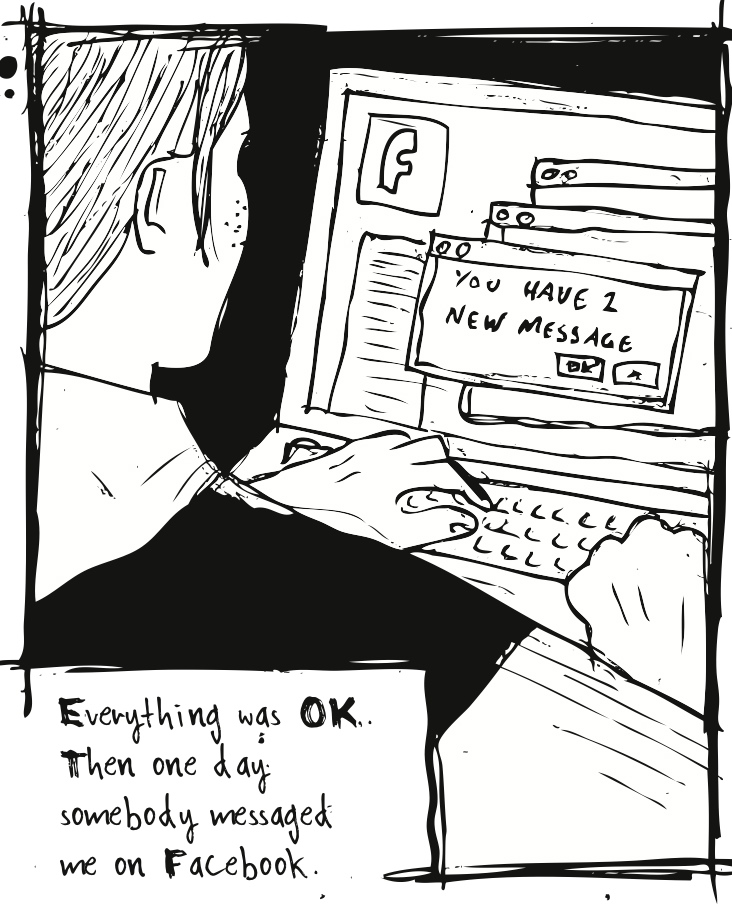 f
YOU HAVE 1
NEW MESSAGE
OK
Everything was OK..
Then one day
somebody messaged
me on Facebook.